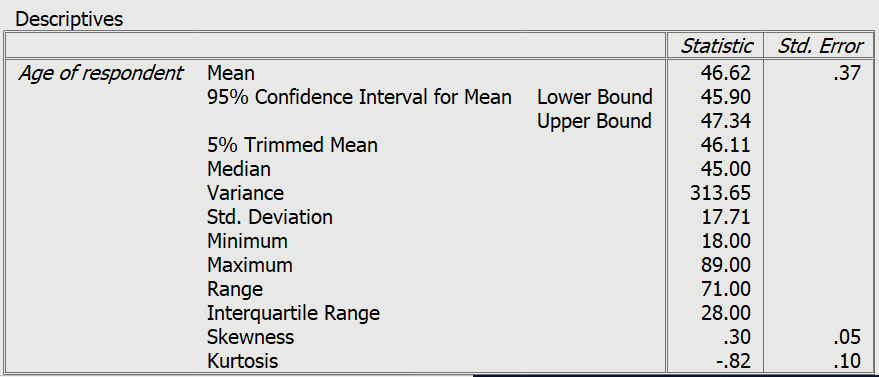 Descriptives
Statistic Std. Error
Age of respondent Mean 46.62 .37
95% Confidence Interval for Mean Lower Bound 45.90
Upper Bound 47.34
5% Trimmed Mean 46.11
Median 45.00
Variance 313.65
Std. Deviation 17.71
Minimum 18.00
Maximum 89.00
Range 71.00
Interquartile Range 28.00
Skewness .30 .05
Kurtosis -.82 .10